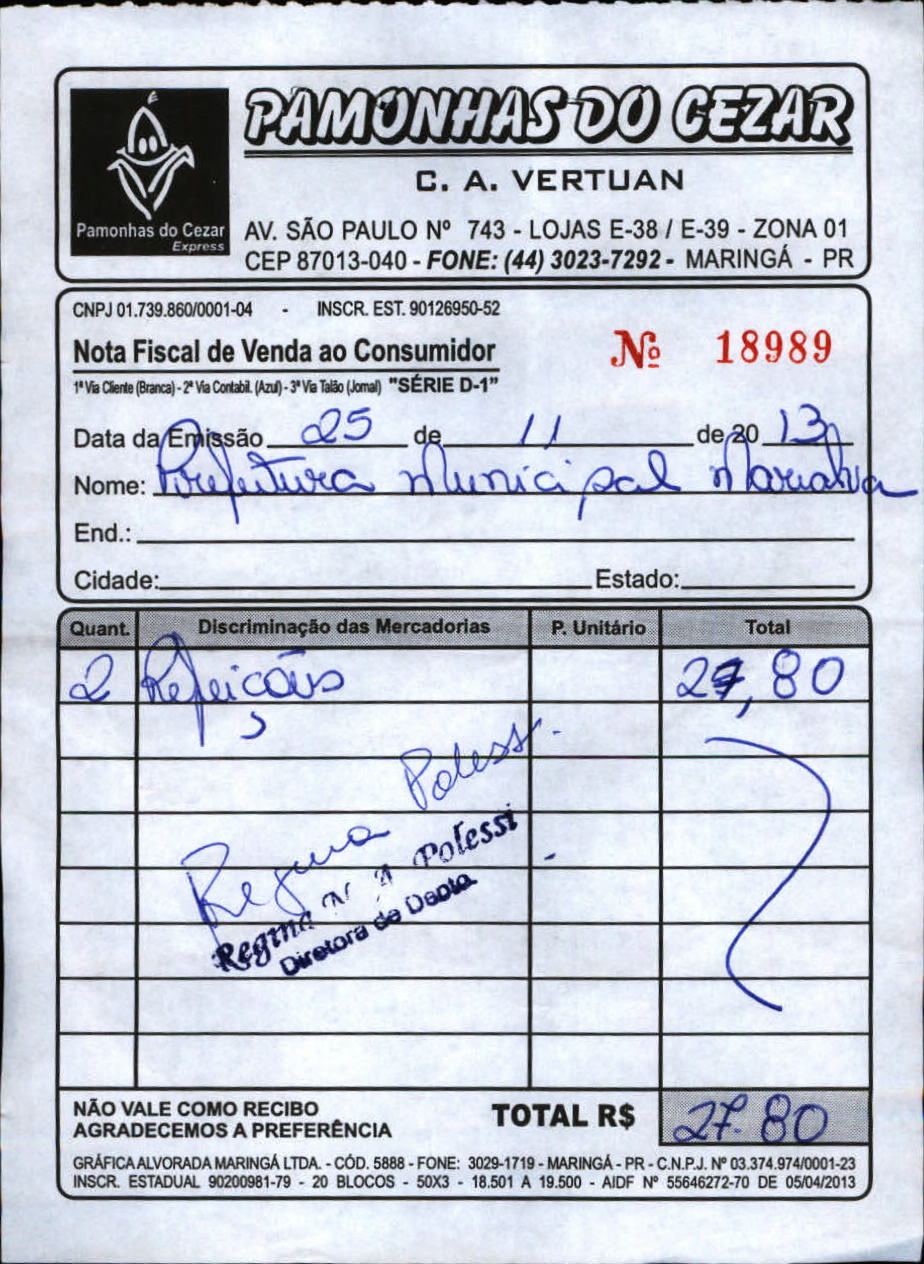 PAMONHAS DO CEZAR
Pamonhas do Cezar
Express
C. A. VERTUAN
AV. SÃO PAULO Nº 743 - LOJAS E-38 / E-39 - ZONA 01
CEP 87013-040 - FONE: (44) 3023-7292 - MARINGÁ - PR
CNPJ 01.739.860/0001-04 - INSCR. EST. 90126950-52
Nota Fiscal de Venda ao Consumidor Nº 18989
1ª Via Cliente (Branca) - 2ª Via Contabil. (Azul) - 3ª Via Talão (Jornal) "SÉRIE D-1"
Data da Emissão 25 de 11 de 20 13
Nome: Prefeitura Municipal Marialva
End.:
Cidade: Estado:
Quant. Discriminação das Mercadorias P. Unitário Total
2 Refeições 27,80
Regina Polessi
Regina Polessi
Diretora de Depto.
NÃO VALE COMO RECIBO
AGRADECEMOS A PREFERÊNCIA
TOTAL R$ 27.80
GRÁFICA ALVORADA MARINGÁ LTDA. - CÓD. 5888 - FONE: 3029-1719 - MARINGÁ - PR - C.N.P.J. Nº 03.374.974/0001-23
INSCR. ESTADUAL 90200981-79 - 20 BLOCOS - 50X3 - 18.501 A 19.500 - AIDF Nº 55646272-70 DE 05/04/2013